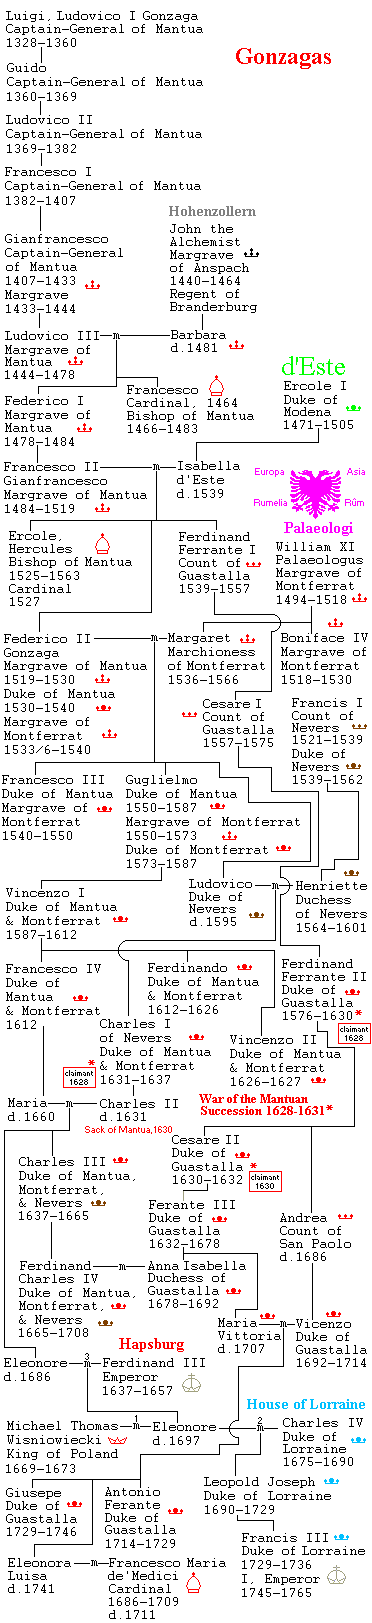 Luigi, Ludovico I Gonzaga
Captain-General of Mantua
1328-1360
Gonzagas
Guido
Captain-General of Mantua
1360-1369
Ludovico II
Captain-General of Mantua
1369-1382
Francesco I
Captain-General of Mantua
1382-1407
Hohenzollern
Gianfrancesco
Captain-General
of Mantua
1407-1433
Margrave
1433-1444
John the
Alchemist
Margrave
of Anspach
1440-1464
Regent of
Branderburg
Ludovico III
Margrave of
Mantua
1444-1478
m
Barbara
d.1481
d'Este
Ercole I
Duke of
Modena
1471-1505
Federico I
Margrave of
Mantua
1478-1484
Francesco
Cardinal, 1464
Bishop of Mantua
1466-1483
Francesco II
Gianfrancesco
Margrave of Mantua
1484-1519
m
Isabella
d'Este
d.1539
Europa
Asia
Rumelia
Rûm
Palaeologi
Ercole,
Hercules
Bishop of Mantua
1525-1563
Cardinal
1527
Ferdinand
Ferrante I
Count of
Guastalla
1539-1557
William XI
Palaeologus
Margrave of
Montferrat
1494-1518
Federico II
Gonzaga
Margrave of Mantua
1519-1530
Duke of Mantua
1530-1540
Margrave of
Montferrat
1533/6-1540
m
Margaret
Marchioness
of Montferrat
1536-1566
Boniface IV
Margrave of
Montferrat
1518-1530
Cesare I
Count of
Guastalla
1557-1575
Francis I
Count of
Nevers
1521-1539
Duke of
Nevers
1539-1562
Francesco III
Duke of Mantua
Margrave of
Montferrat
1540-1550
Guglielmo
Duke of Mantua
1550-1587
Margrave of Montferrat
1550-1573
Duke of Montferrat
1573-1587
Vincenzo I
Duke of Mantua
& Montferrat
1587-1612
Ludovico
Duke of
Nevers
d.1595
m
Henriette
Duchess
of Nevers
1564-1601
Francesco IV
Duke of
Mantua
& Montferrat
1612
Ferdinando
Duke of Mantua
& Montferrat
1612-1626
Ferdinand
Ferrante II
Duke of
Guastalla
1576-1630*
claimant
1628
Charles I
of Nevers
Duke of Mantua
& Montferrat
1631-1637
Vincenzo II
Duke of Mantua
& Montferrat
1626-1627
*
claimant
1628
Maria
d.1660
m
Charles II
d.1631
Sack of Mantua,1630
War of the Mantuan
Succession 1628-1631*
Cesare II
Duke of
Guastalla *
1630-1632
claimant
1630
Charles III
Duke of Mantua,
Montferrat,
& Nevers
1637-1665
Ferante III
Duke of
Guastalla
1632-1678
Andrea
Count of
San Paolo
d.1686
Ferdinand
Charles IV
Duke of Mantua,
Montferrat,
& Nevers
1665-1708
m
Anna Isabella
Duchess of
Guastalla
1678-1692
Maria
Vittoria
d.1707
m
Vicenzo
Duke of
Guastalla
1692-1714
Hapsburg
Eleonore
d.1686
3
m
Ferdinand III
Emperor
1637-1657
House of Lorraine
Michael Thomas
Wisniowiecki
King of Poland
1669-1673
1
m
Eleonore
d.1697
2
m
Charles IV
Duke of
Lorraine
1675-1690
Giusepe
Duke of
Guastalla
1729-1746
Antonio
Ferante
Duke of
Guastalla
1714-1729
Leopold Joseph
Duke of Lorraine
1690-1729
Francis III
Duke of Lorraine
1729-1736
I, Emperor
1745-1765
Eleonora
Luisa
d.1741
m
Francesco Maria
de'Medici
Cardinal
1686-1709
d.1711